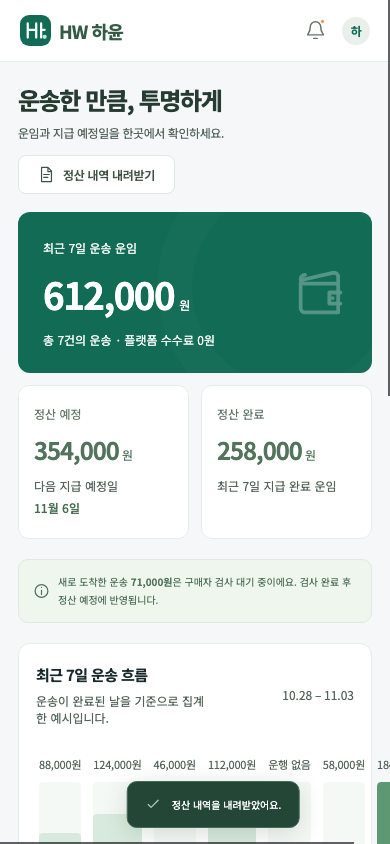 HW 하윤
하
운송한 만큼, 투명하게
운임과 지급 예정일을 한곳에서 확인하세요.
정산 내역 내려받기
최근 7일 운송 운임
612,000 원
총 7건의 운송 · 플랫폼 수수료 0원
정산 예정
354,000 원
다음 지급 예정일
11월 6일
정산 완료
258,000 원
최근 7일 지급 완료 운임
새로 도착한 운송 71,000원은 구매자 검사 대기 중이에요. 검사 완료 후
정산 예정에 반영됩니다.
최근 7일 운송 흐름
운송이 완료된 날을 기준으로 집계
한 예시입니다.
10.28 – 11.03
88,000원 124,000원 46,000원 112,000원 운행 없음 58,000원 184
정산 내역을 내려받았어요.